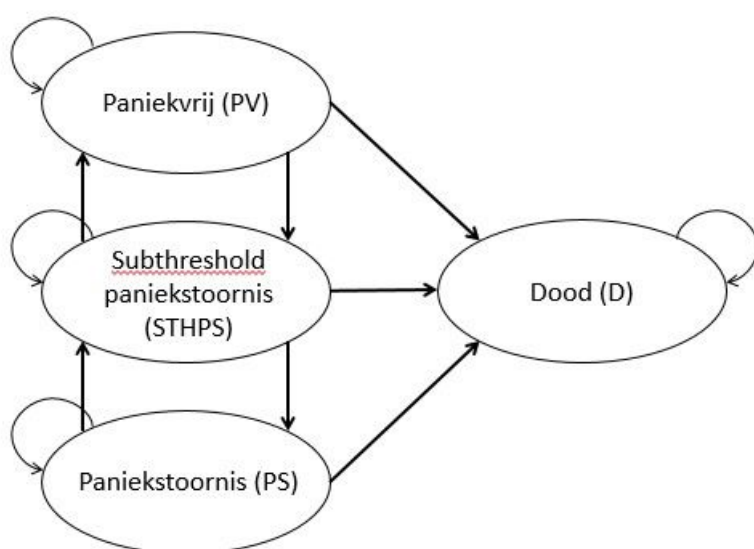 Paniekvrij (PV)
Subthreshold
paniekstoornis
(STHPS)
Dood (D)
Paniekstoornis (PS)